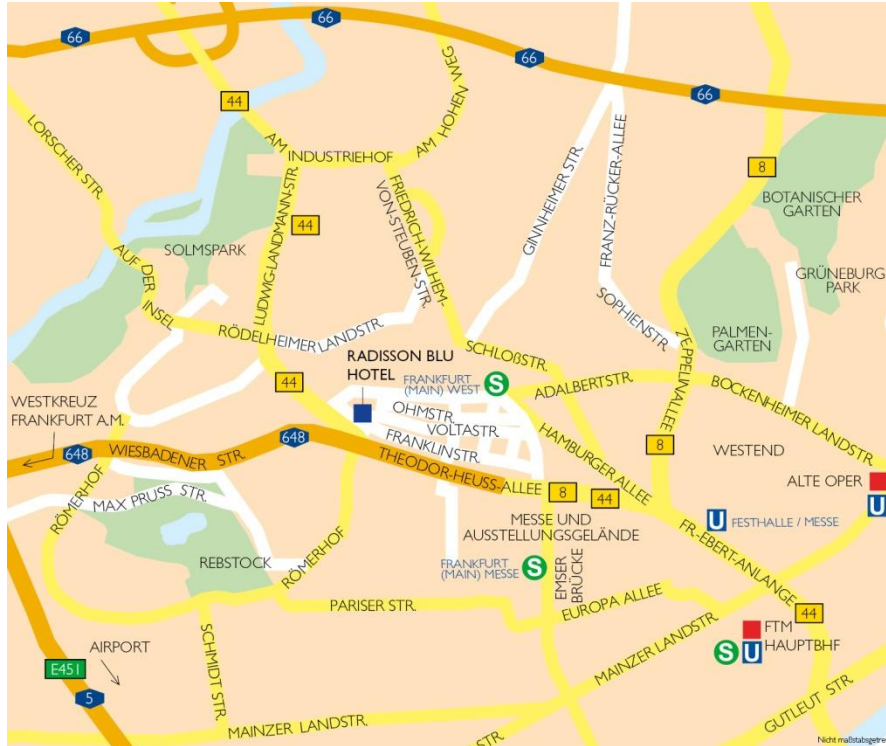 66
66
66
66
44
AM
INDUSTRIEHOF
AM HOHEN WEG
LORSCHER STR.
8
BOTANISCHER
GARTEN
GINNHEIMER STR.
FRANZ-RÜCKER-ALLEE
FRIEDRICH-WILHEM-
VON-STEUBEN-STR.
LUDWIG-LANDMANN-STR.
44
SOLMSPARK
AUF DER
INSEL
GRÜNEBURG
PARK
SOPHIENSTR.
RÖDELHEIMER LANDSTR.
PALMEN-
GARTEN
ZEPPELINALLEE
SCHLOßSTR.
RADISSON BLU
HOTEL
FRANKFURT
(MAIN) WEST
S
44
ADALBERTSTR.
BOCKENHEIMER LANDSTR.
WESTKREUZ
FRANKFURT A.M.
OHMSTR.
VOLTASTR.
FRANKLINSTR.
HAMBURGER ALLEE
648
WIESBADENER STR.
648
THEODOR-HEUSS-ALLEE
8
WESTEND
ALTE OPER
U
RÖMERHOF
MAX PRUSS STR.
8
44
MESSE UND
AUSSTELLUNGSGELÄNDE
U
FESTHALLE / MESSE
FR.-EBERT-ANLANGE
REBSTOCK
RÖMERHOF
FRANKFURT
(MAIN) MESSE
S
EMSER
BRÜCKE
PARISER STR.
EUROPA ALLEE
44
SCHMIDT STR.
FTM
S
U
HAUPTBHF
AIRPORT
E451
5
MAINZER LANDSTR.
MAINZER LANDSTR.
GUTLEUT STR.
Nicht maßstabsgetre